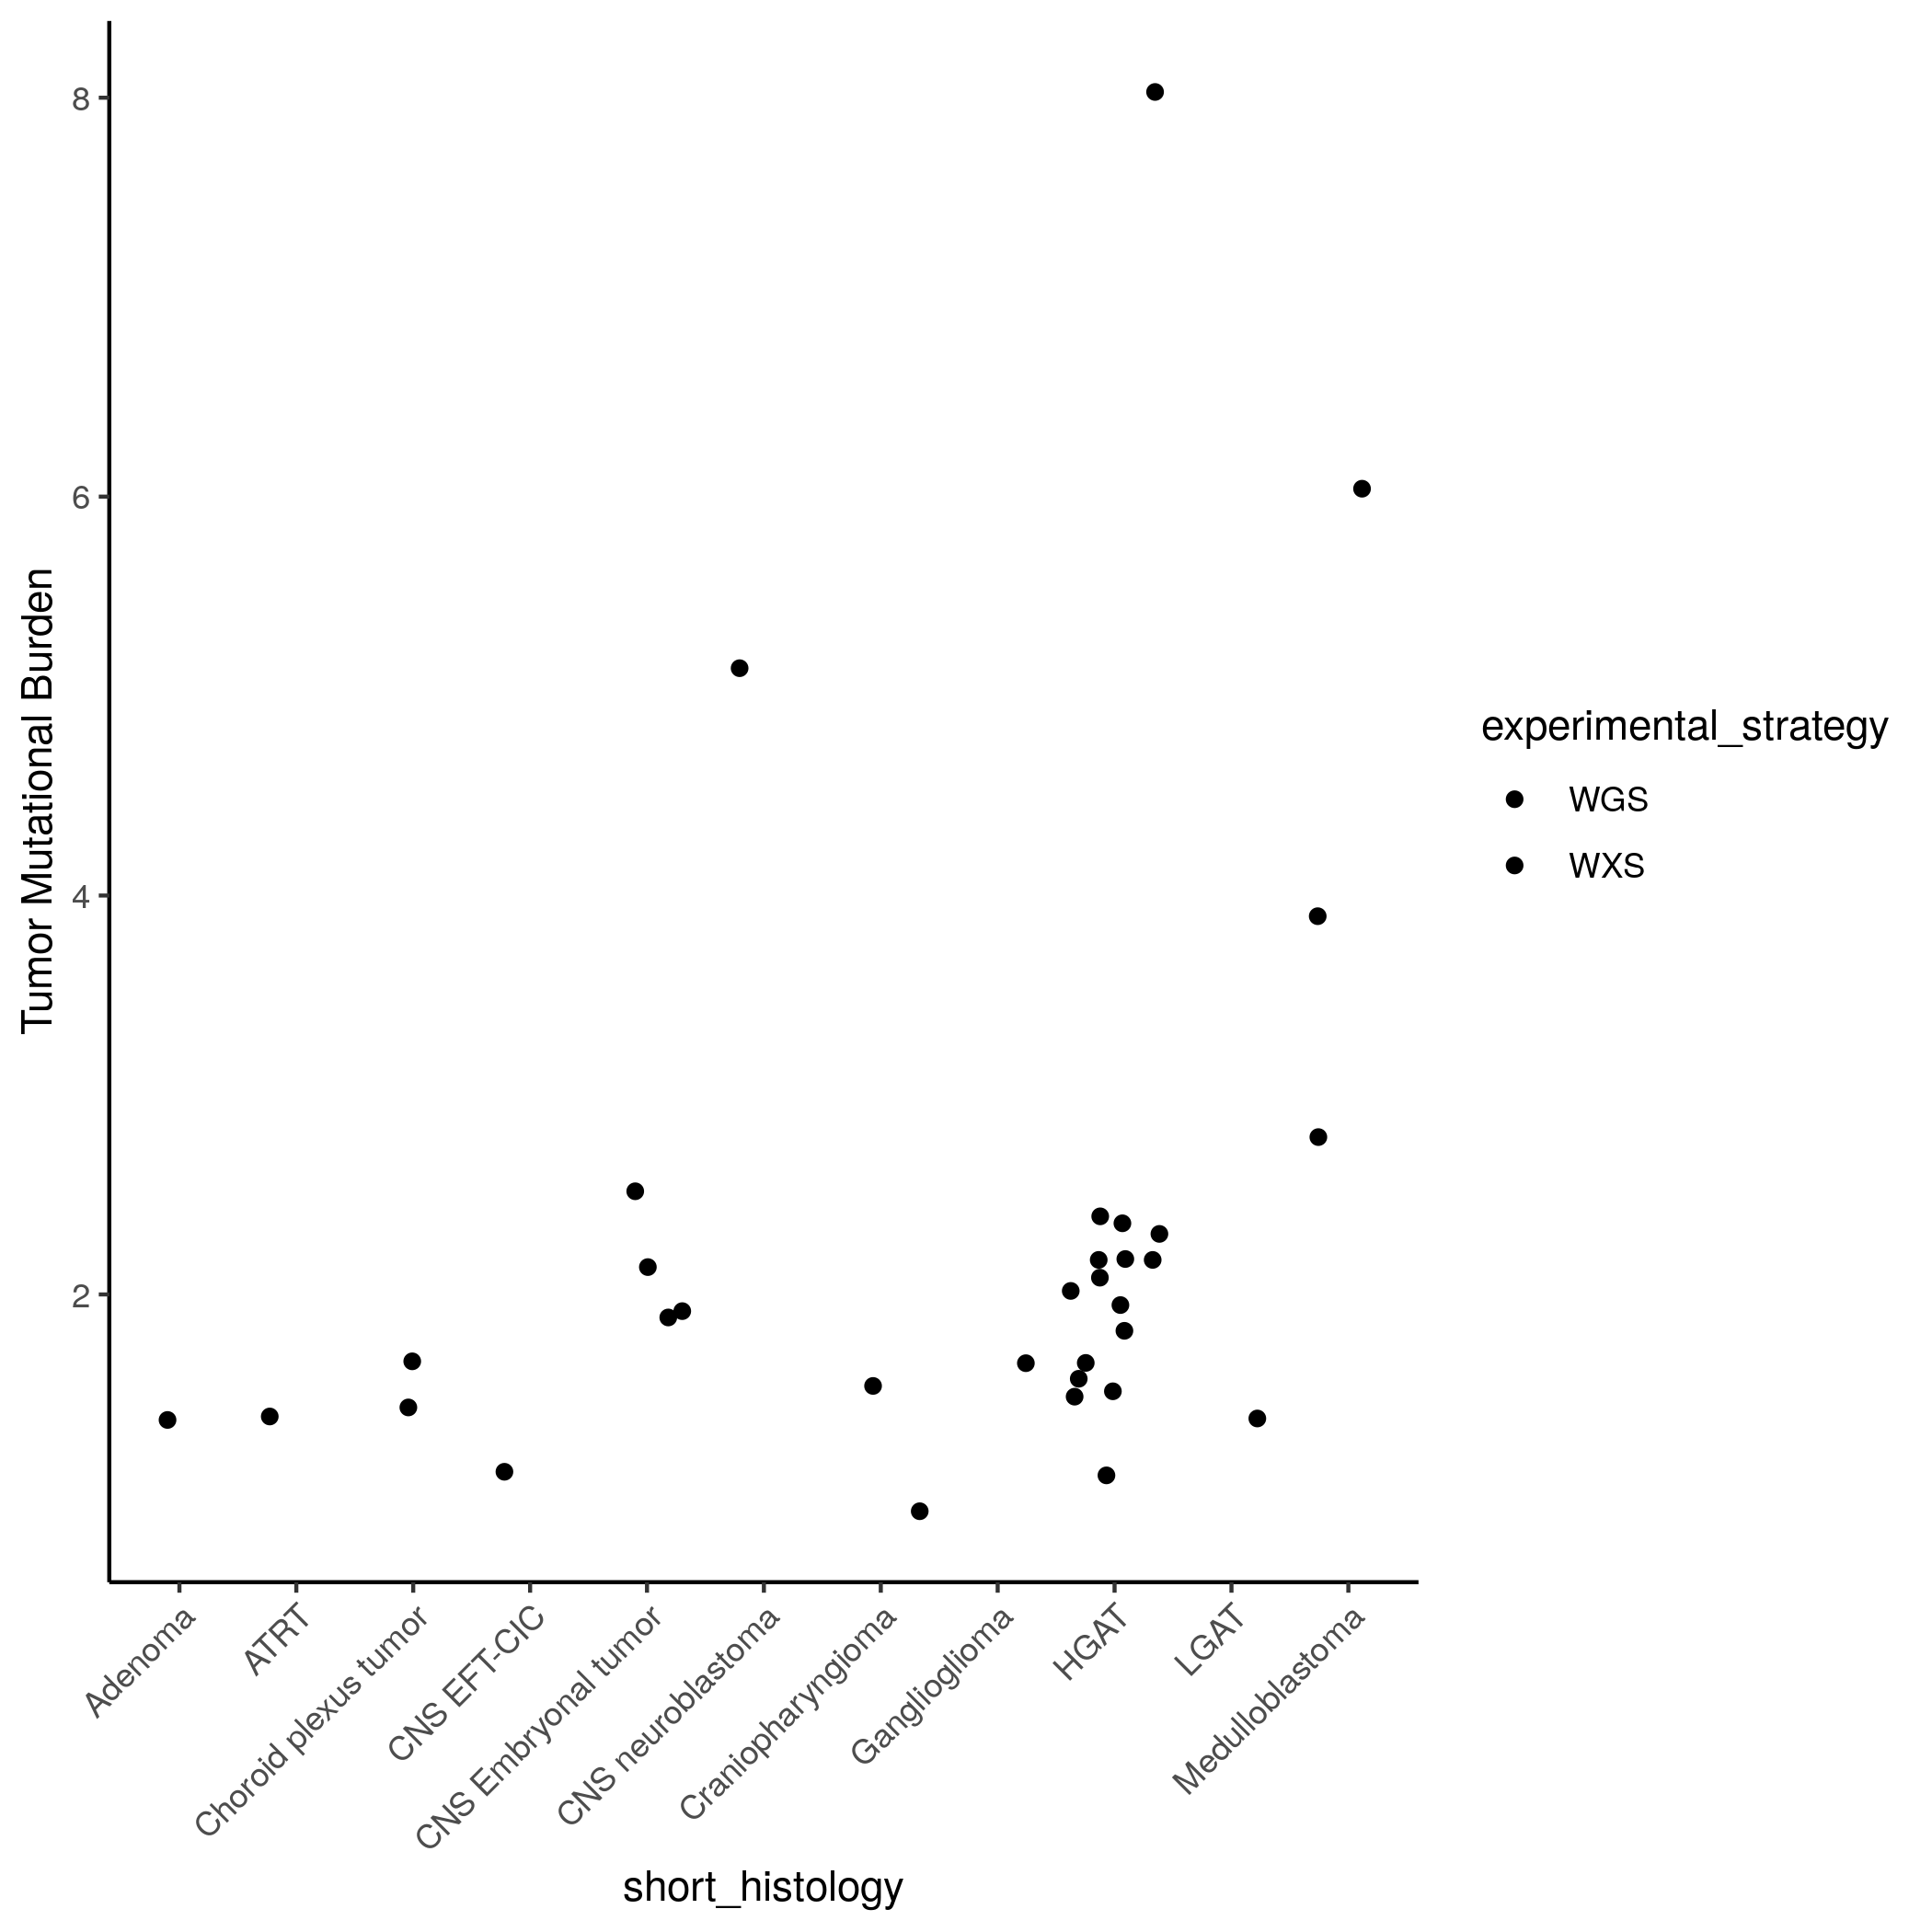 8
6
4
2
Tumor Mutational Burden
Adenoma
ATRT
Choroid plexus tumor
CNS EFT-CIC
CNS Embryonal tumor
CNS neuroblastoma
Craniopharyngioma
Ganglioglioma
HGAT
LGAT
Medulloblastoma
short_histology
experimental_strategy
WGS
WXS